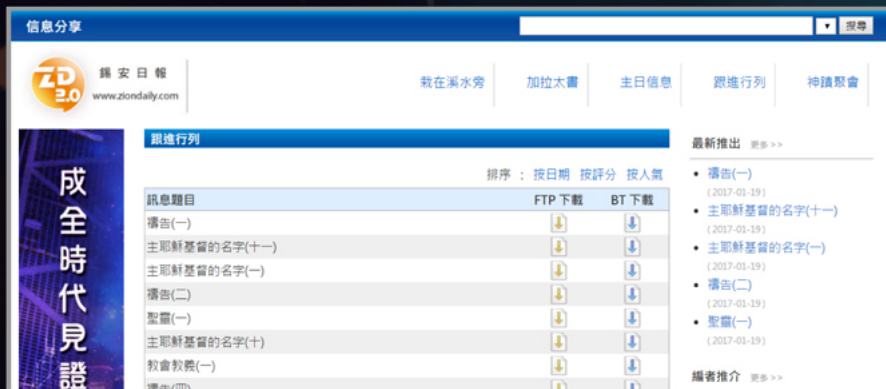 信息分享
搜尋
ZD 2.0
錫安日報
www.ziondaily.com
栽在溪水旁 加拉太書 主日信息 跟進行列 神蹟聚會
成全時代見證
跟進行列
排序 : 按日期 按評分 按人氣
訊息題目 FTP 下載 BT 下載
禱告(一)
主耶穌基督的名字(十一)
主耶穌基督的名字(一)
禱告(二)
聖靈(一)
主耶穌基督的名字(十)
教會教義(一)
禱告(四)
最新推出 更多>>
禱告(一)
(2017-01-19)
主耶穌基督的名字(十一)
(2017-01-19)
主耶穌基督的名字(一)
(2017-01-19)
禱告(二)
(2017-01-19)
聖靈(一)
(2017-01-19)
編者推介 更多>>